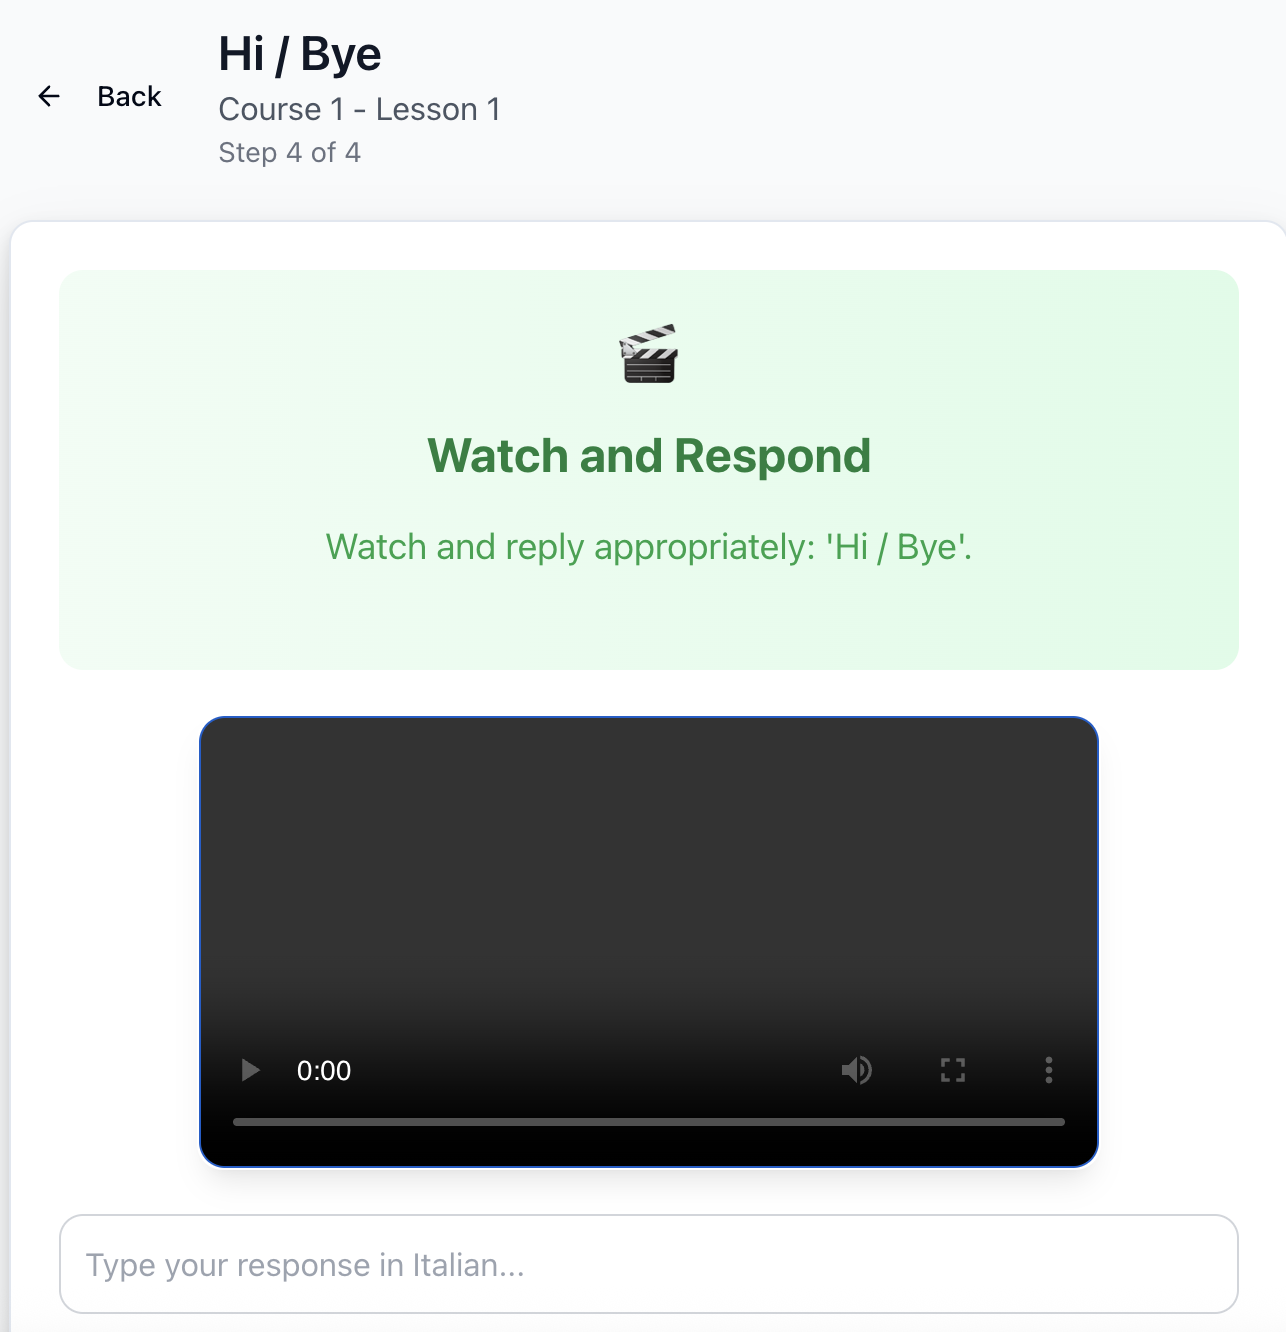 Hi / Bye
Back
Course 1 - Lesson 1
Step 4 of 4
Watch and Respond
Watch and reply appropriately: 'Hi / Bye'.
0:00
Type your response in Italian...